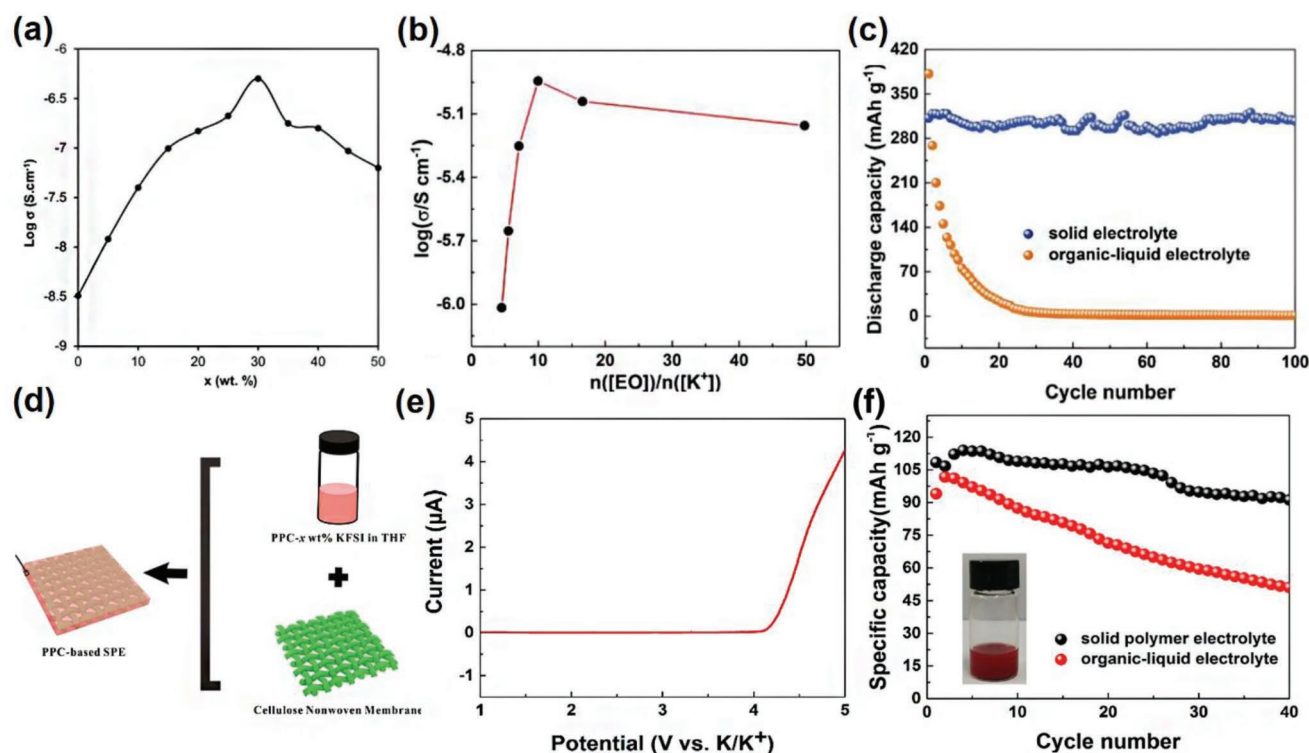 (a)
-6
-6.5
-7
-7.5
-8
-8.5
-9
Log σ (S.cm⁻¹)
0
10
20
30
40
50
x (wt. %)
(b)
-4.8
-5.1
-5.4
-5.7
-6.0
log(σ/S cm⁻¹)
0
10
20
30
40
50
n([EO])/n([K⁺])
(c)
420
350
280
210
140
70
0
Discharge capacity (mAh g⁻¹)
solid electrolyte
organic-liquid electrolyte
0
20
40
60
80
100
Cycle number
(d)
PPC-x wt% KFSI in THF
PPC-based SPE
Cellulose Nonwoven Membrane
(e)
5
4
3
2
1
0
-1
Current (μA)
1
2
3
4
5
Potential (V vs. K/K⁺)
(f)
120
105
90
75
60
45
30
15
0
Specific capacity(mAh g⁻¹)
solid polymer electrolyte
organic-liquid electrolyte
0
10
20
30
40
Cycle number